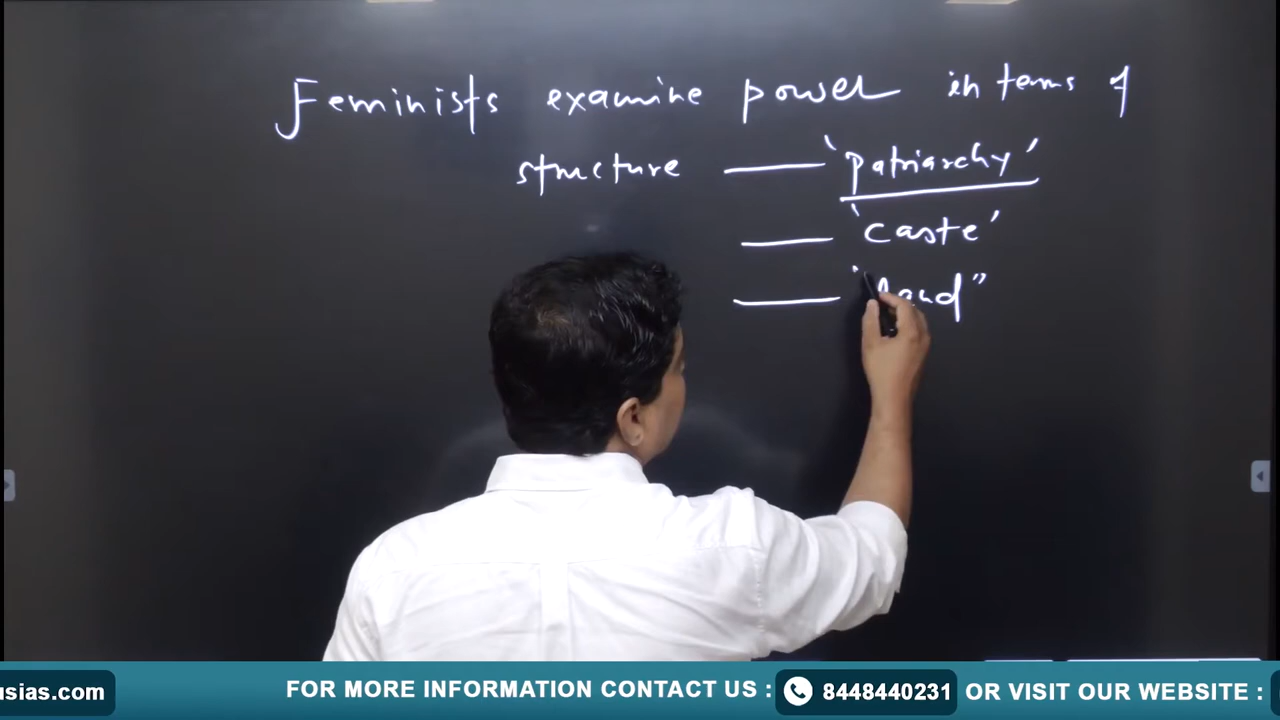 Feminists examine power in terms of
structure — 'patriarchy'
— 'caste'
— "land"
usias.com FOR MORE INFORMATION CONTACT US : 8448440231 OR VISIT OUR WEBSITE :